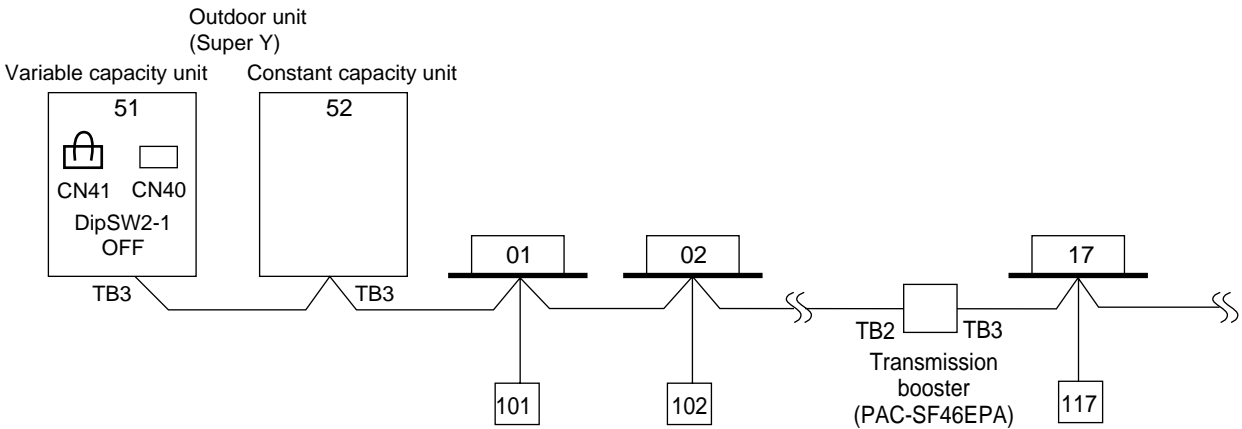 Outdoor unit
(Super Y)
Variable capacity unit
Constant capacity unit
51
52
CN41
CN40
DipSW2-1
OFF
TB3
TB3
01
02
17
TB2
TB3
Transmission
booster
(PAC-SF46EPA)
101
102
117